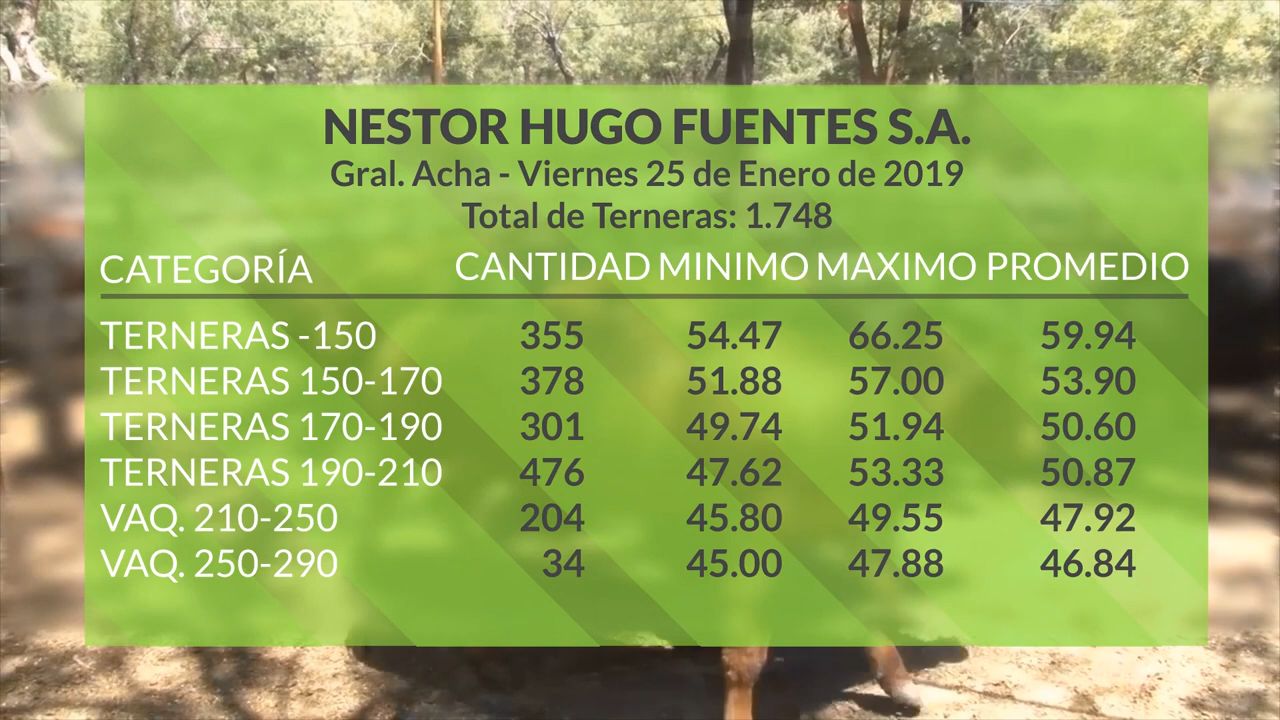 NESTOR HUGO FUENTES S.A.
Gral. Acha - Viernes 25 de Enero de 2019
Total de Terneras: 1.748
CATEGORÍA CANTIDAD MINIMO MAXIMO PROMEDIO
TERNERAS -150 355 54.47 66.25 59.94
TERNERAS 150-170 378 51.88 57.00 53.90
TERNERAS 170-190 301 49.74 51.94 50.60
TERNERAS 190-210 476 47.62 53.33 50.87
VAQ. 210-250 204 45.80 49.55 47.92
VAQ. 250-290 34 45.00 47.88 46.84